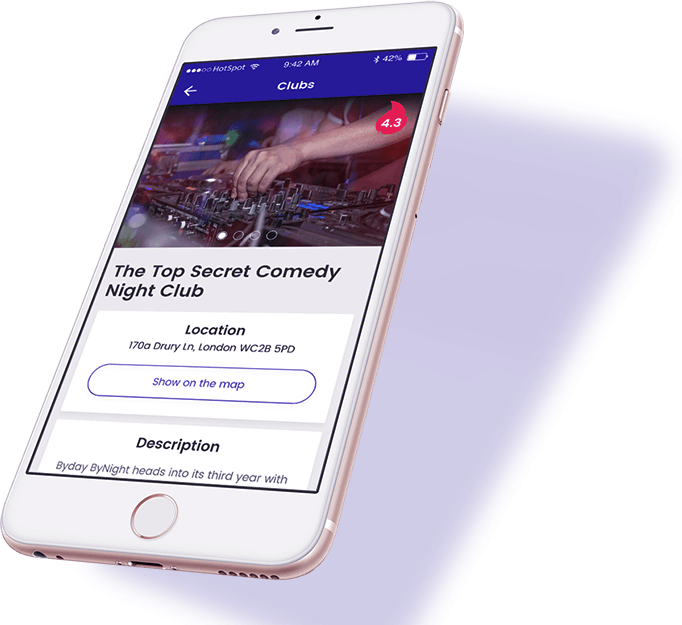 HotSpot 9:42 AM 42%
Clubs
4.3
The Top Secret Comedy
Night Club
Location
170a Drury Ln, London WC2B 5PD
Show on the map
Description
Byday ByNight heads into its third year with